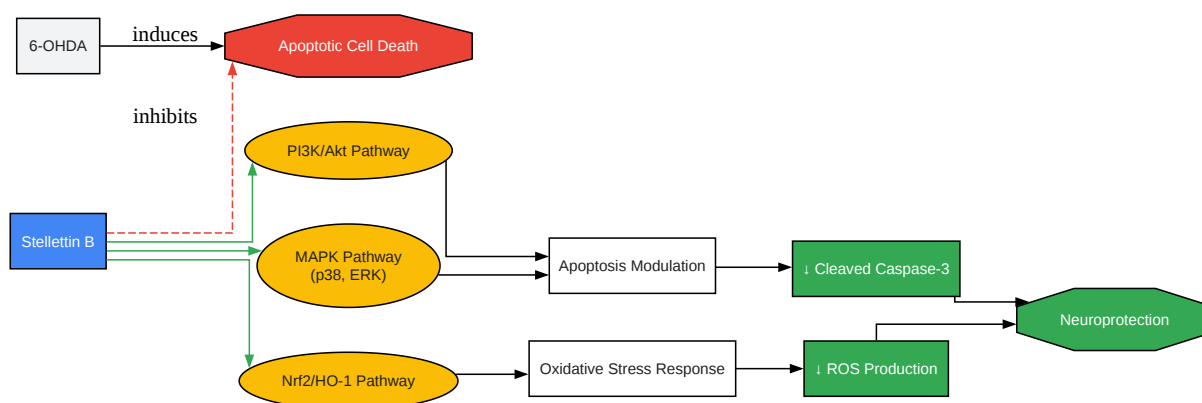 6-OHDA
induces
Apoptotic Cell Death
inhibits
PI3K/Akt Pathway
Stellettin B
MAPK Pathway
(p38, ERK)
Apoptosis Modulation
↓ Cleaved Caspase-3
Neuroprotection
Nrf2/HO-1 Pathway
Oxidative Stress Response
↓ ROS Production